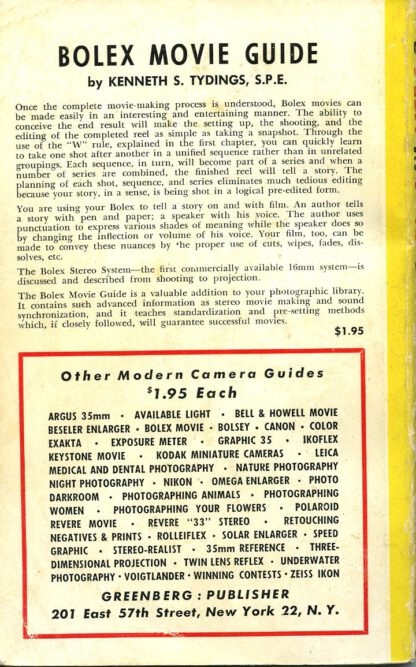 BOLEX MOVIE GUIDE
by KENNETH S. TYDINGS, S.P.E.
Once the complete movie-making process is understood, Bolex movies can
be made easily in an interesting and entertaining manner. The ability to
conceive the end result will make the setting up, the shooting, and the
editing of the completed reel as simple as taking a snapshot. Through the
use of the "W" rule, explained in the first chapter, you can quickly learn
to take one shot after another in a unified sequence rather than in unrelated
groupings. Each sequence, in turn, will become part of a series and when a
number of series are combined, the finished reel will tell a story. The
planning of each shot, sequence, and series eliminates much tedious editing
because your story, in a sense, is being shot in a logical pre-edited form.
You are using your Bolex to tell a story on and with film. An author tells
a story with pen and paper; a speaker with his voice. The author uses
punctuation to express various shades of meaning while the speaker does so
by changing the inflection or volume of his voice. Your film, too, can be
made to convey these nuances by the proper use of cuts, wipes, fades, dis-
solves, etc.
The Bolex Stereo System—the first commercially available 16mm system—is
discussed and described from shooting to projection.
The Bolex Movie Guide is a valuable addition to your photographic library.
It contains such advanced information as stereo movie making and sound
synchronization, and it teaches standardization and pre-setting methods
which, if closely followed, will guarantee successful movies.
$1.95
Other Modern Camera Guides
$1.95 Each
ARGUS 35mm • AVAILABLE LIGHT • BELL & HOWELL MOVIE
BESELER ENLARGER • BOLEX MOVIE • BOLSEY • CANON • COLOR
EXAKTA • EXPOSURE METER • GRAPHIC 35 • IKOFLEX
KEYSTONE MOVIE • KODAK MINIATURE CAMERAS • LEICA
MEDICAL AND DENTAL PHOTOGRAPHY • NATURE PHOTOGRAPHY
NIGHT PHOTOGRAPHY • NIKON • OMEGA ENLARGER • PHOTO
DARKROOM • PHOTOGRAPHING ANIMALS • PHOTOGRAPHING
WOMEN • PHOTOGRAPHING YOUR FLOWERS • POLAROID
REVERE MOVIE • REVERE "33" STEREO • RETOUCHING
NEGATIVES & PRINTS • ROLLEIFLEX • SOLAR ENLARGER • SPEED
GRAPHIC • STEREO-REALIST • 35mm REFERENCE • THREE-
DIMENSIONAL PROJECTION • TWIN LENS REFLEX • UNDERWATER
PHOTOGRAPHY • VOIGTLANDER • WINNING CONTESTS • ZEISS IKON
GREENBERG : PUBLISHER
201 East 57th Street, New York 22, N. Y.